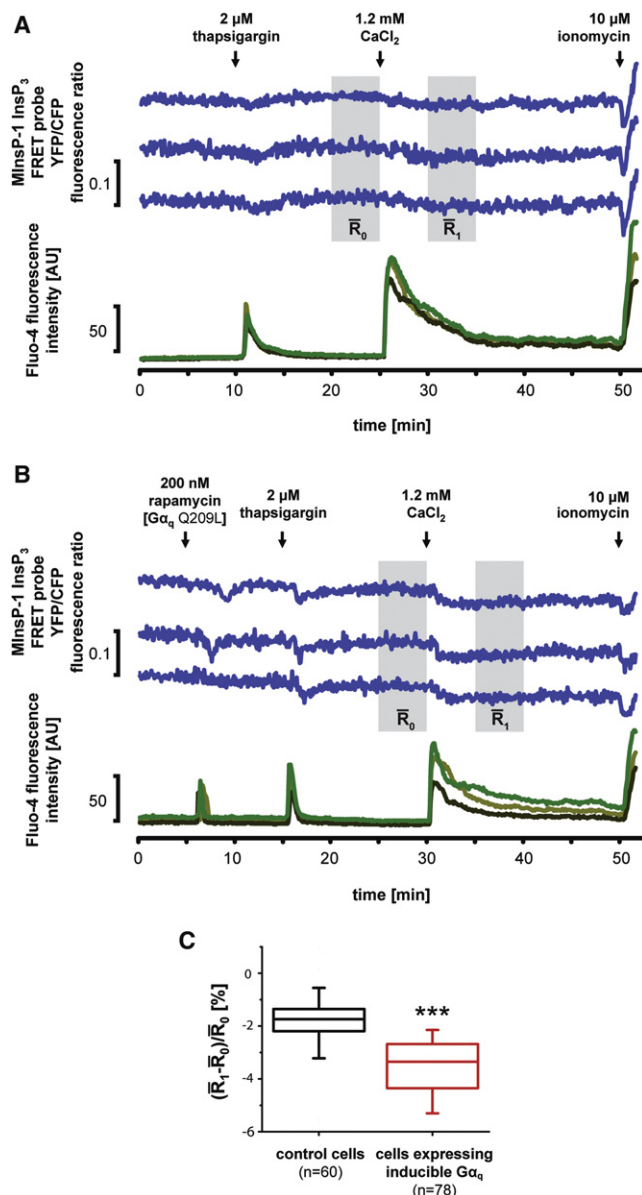 A
2 µM
thapsigargin
1.2 mM
CaCl₂
10 µM
ionomycin
MInsP-1 InsP₃
FRET probe
YFP/CFP
fluorescence ratio
0.1
R̅₀
R̅₁
Fluo-4 fluorescence
intensity [AU]
50
0 10 20 30 40 50
time [min]
B
200 nM
rapamycin
[Gαq Q209L]
2 µM
thapsigargin
1.2 mM
CaCl₂
10 µM
ionomycin
MInsP-1 InsP₃
FRET probe
YFP/CFP
fluorescence ratio
0.1
R̅₀
R̅₁
Fluo-4 fluorescence
intensity [AU]
50
0 10 20 30 40 50
time [min]
C
(R̅₁-R̅₀)/R̅₀ [%]
0
-2
-4
-6
***
control cells
(n=60)
cells expressing
inducible Gαq
(n=78)